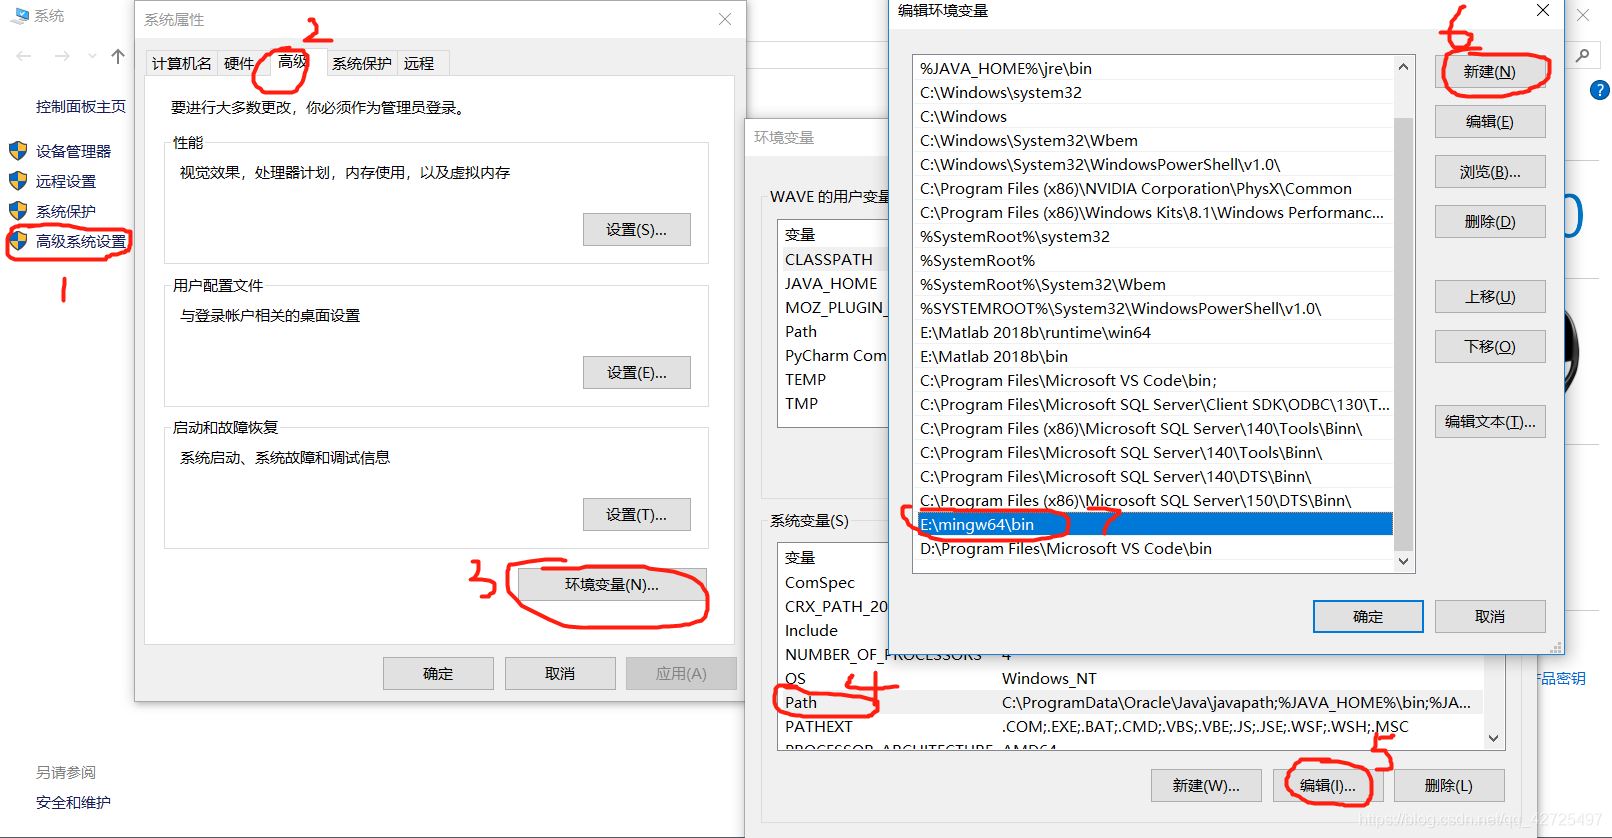 系统
控制面板主页
设备管理器
远程设置
系统保护
高级系统设置
1
另请参阅
安全和维护
系统属性
2
计算机名
硬件
高级
系统保护
远程
要进行大多数更改，你必须作为管理员登录。
性能
视觉效果，处理器计划，内存使用，以及虚拟内存
设置(S)...
用户配置文件
与登录帐户相关的桌面设置
设置(E)...
启动和故障恢复
系统启动、系统故障和调试信息
设置(T)...
3
环境变量(N)...
确定
取消
应用(A)
环境变量
WAVE 的用户变量
变量
CLASSPATH
JAVA_HOME
MOZ_PLUGIN_
Path
PyCharm Com
TEMP
TMP
系统变量(S)
变量
ComSpec
CRX_PATH_20
Include
NUMBER_OF_PROCESSORS 4
OS Windows_NT
4
Path C:\ProgramData\Oracle\Java\javapath;%JAVA_HOME%\bin;%JA...
PATHEXT .COM;.EXE;.BAT;.CMD;.VBS;.VBE;.JS;.JSE;.WSF;.WSH;.MSC
PROCESSOR_ARCHITECTURE AMD64
5
新建(W)...
编辑(I)...
删除(L)
编辑环境变量
%JAVA_HOME%\jre\bin
C:\Windows\system32
C:\Windows
C:\Windows\System32\Wbem
C:\Windows\System32\WindowsPowerShell\v1.0\
C:\Program Files (x86)\NVIDIA Corporation\PhysX\Common
C:\Program Files (x86)\Windows Kits\8.1\Windows Performanc...
%SystemRoot%\system32
%SystemRoot%
%SystemRoot%\System32\Wbem
%SYSTEMROOT%\System32\WindowsPowerShell\v1.0\
E:\Matlab 2018b\runtime\win64
E:\Matlab 2018b\bin
C:\Program Files\Microsoft VS Code\bin；
C:\Program Files\Microsoft SQL Server\Client SDK\ODBC\130\T...
C:\Program Files (x86)\Microsoft SQL Server\140\Tools\Binn\
C:\Program Files\Microsoft SQL Server\140\Tools\Binn\
C:\Program Files\Microsoft SQL Server\140\DTS\Binn\
C:\Program Files (x86)\Microsoft SQL Server\150\DTS\Binn\
E:\mingw64\bin
7
D:\Program Files\Microsoft VS Code\bin
6
新建(N)
编辑(E)
浏览(B)...
删除(D)
上移(U)
下移(O)
编辑文本(T)...
确定
取消
?
产品密钥
https://blog.csdn.net/qq_42725497